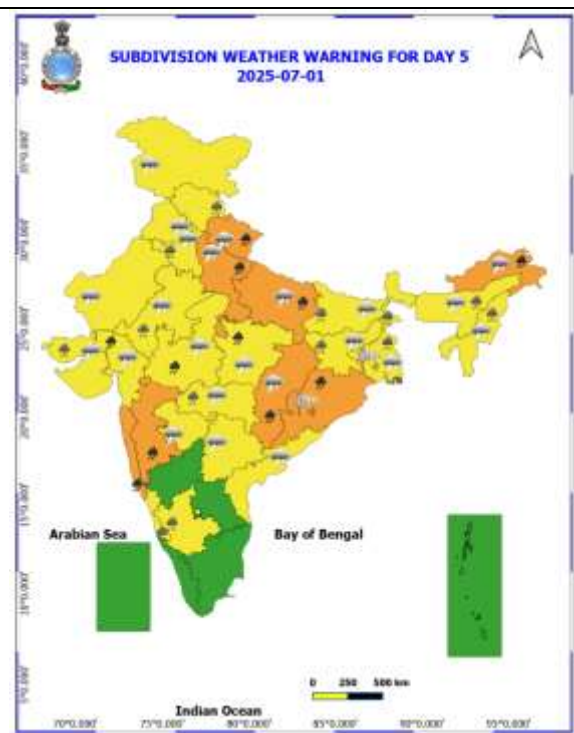 SUBDIVISION WEATHER WARNING FOR DAY 5
2025-07-01
Arabian Sea
Bay of Bengal
0 250 500 km
Indian Ocean
70°0.000' 75°0.000' 80°0.000' 85°0.000' 90°0.000' 95°0.000'